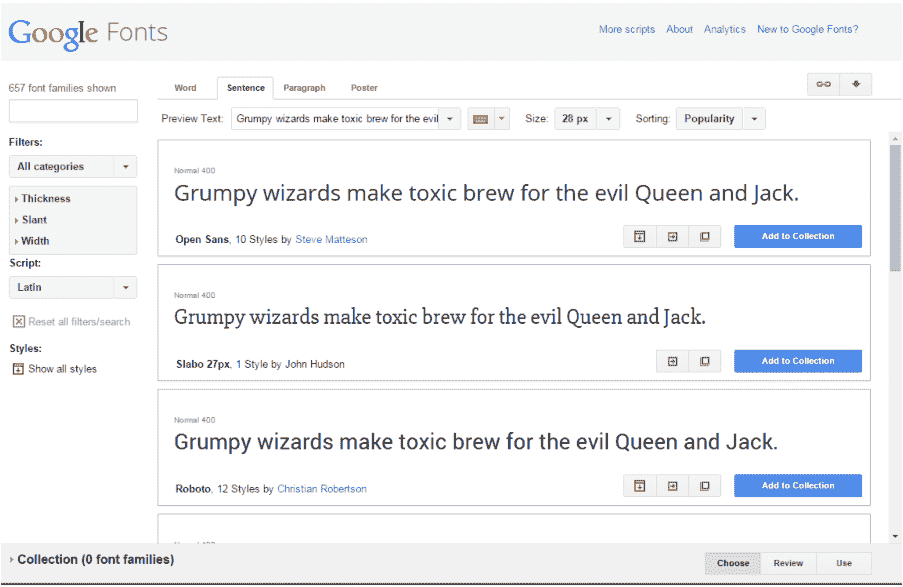 Google Fonts
More scripts About Analytics New to Google Fonts?
657 font families shown
Word Sentence Paragraph Poster
Preview Text: Grumpy wizards make toxic brew for the evil Size: 28 px Sorting: Popularity
Filters:
All categories
Thickness
Slant
Width
Script:
Latin
Reset all filters/search
Styles:
Show all styles
Normal 400
Grumpy wizards make toxic brew for the evil Queen and Jack.
Open Sans, 10 Styles by Steve Matteson
Add to Collection
Normal 400
Grumpy wizards make toxic brew for the evil Queen and Jack.
Slabo 27px, 1 Style by John Hudson
Add to Collection
Normal 400
Grumpy wizards make toxic brew for the evil Queen and Jack.
Roboto, 12 Styles by Christian Robertson
Add to Collection
Collection (0 font families)
Choose Review Use